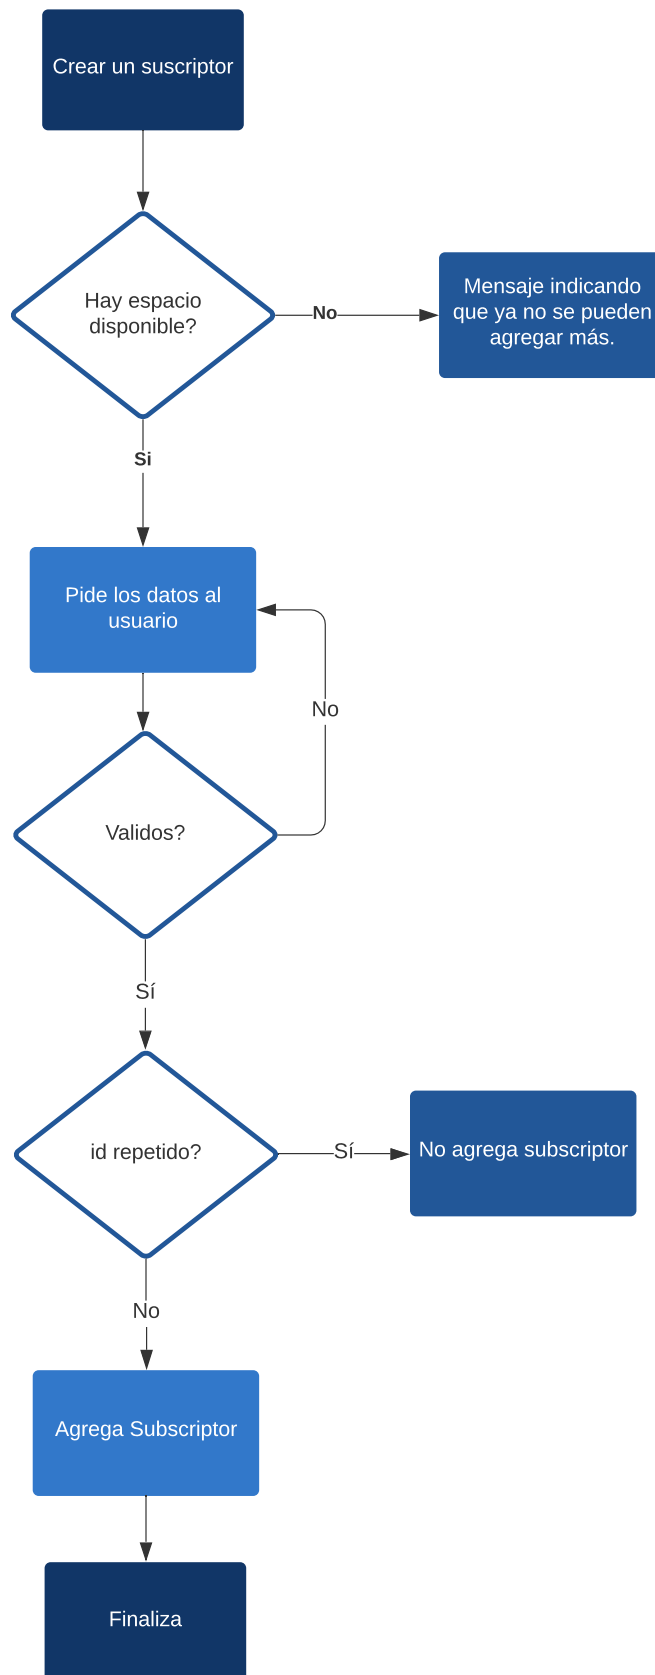 Crear un suscriptor
Hay espacio
disponible?
No
Mensaje indicando
que ya no se pueden
agregar más.
Si
Pide los datos al
usuario
No
Validos?
Sí
id repetido?
Sí
No agrega subscriptor
No
Agrega Subscriptor
Finaliza